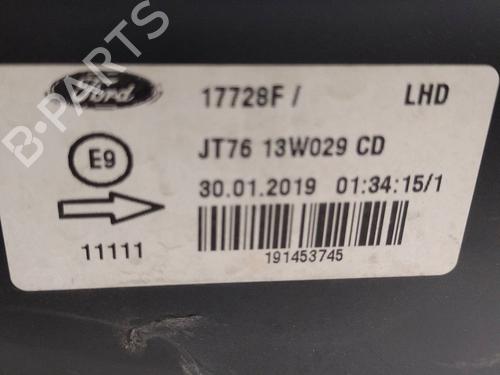 Ford 17728F / LHD
E9 JT76 13W029 CD
30.01.2019 01:34:15/1
11111
191453745
B-PARTS